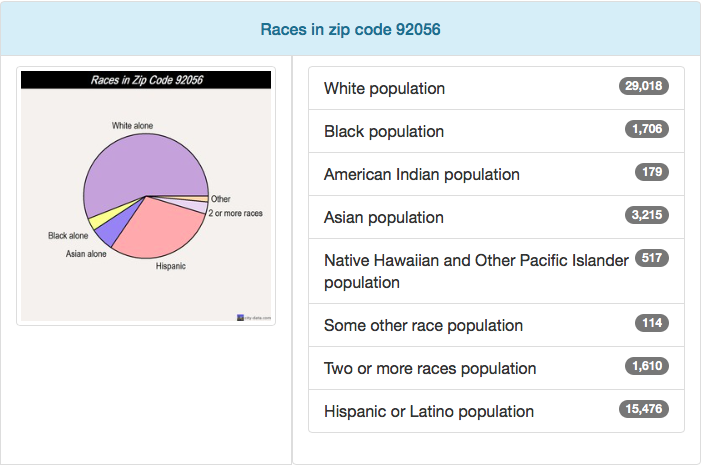 Races in zip code 92056
Races in Zip Code 92056
White alone
Other
2 or more races
Black alone
Asian alone
Hispanic
city-data.com
White population 29,018
Black population 1,706
American Indian population 179
Asian population 3,215
Native Hawaiian and Other Pacific Islander 517
population
Some other race population 114
Two or more races population 1,610
Hispanic or Latino population 15,476